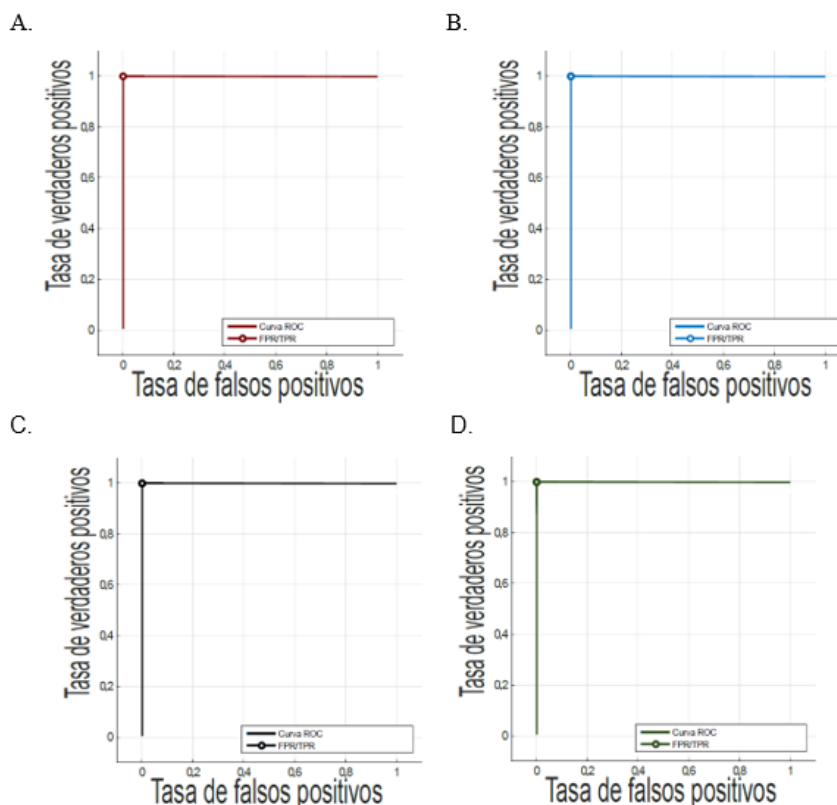 A.
Tasa de verdaderos positivos
1
0,8
0,6
0,4
0,2
0
Curva ROC
FPR/TPR
0 0,2 0,4 0,6 0,8 1
Tasa de falsos positivos
B.
Tasa de verdaderos positivos
1
0,8
0,6
0,4
0,2
0
Curva ROC
FPR/TPR
0 0,2 0,4 0,6 0,8 1
Tasa de falsos positivos
C.
Tasa de verdaderos positivos
1
0,8
0,6
0,4
0,2
0
Curva ROC
FPR/TPR
0 0,2 0,4 0,6 0,8 1
Tasa de falsos positivos
D.
Tasa de verdaderos positivos
1
0,8
0,6
0,4
0,2
0
Curva ROC
FPR/TPR
0 0,2 0,4 0,6 0,8 1
Tasa de falsos positivos